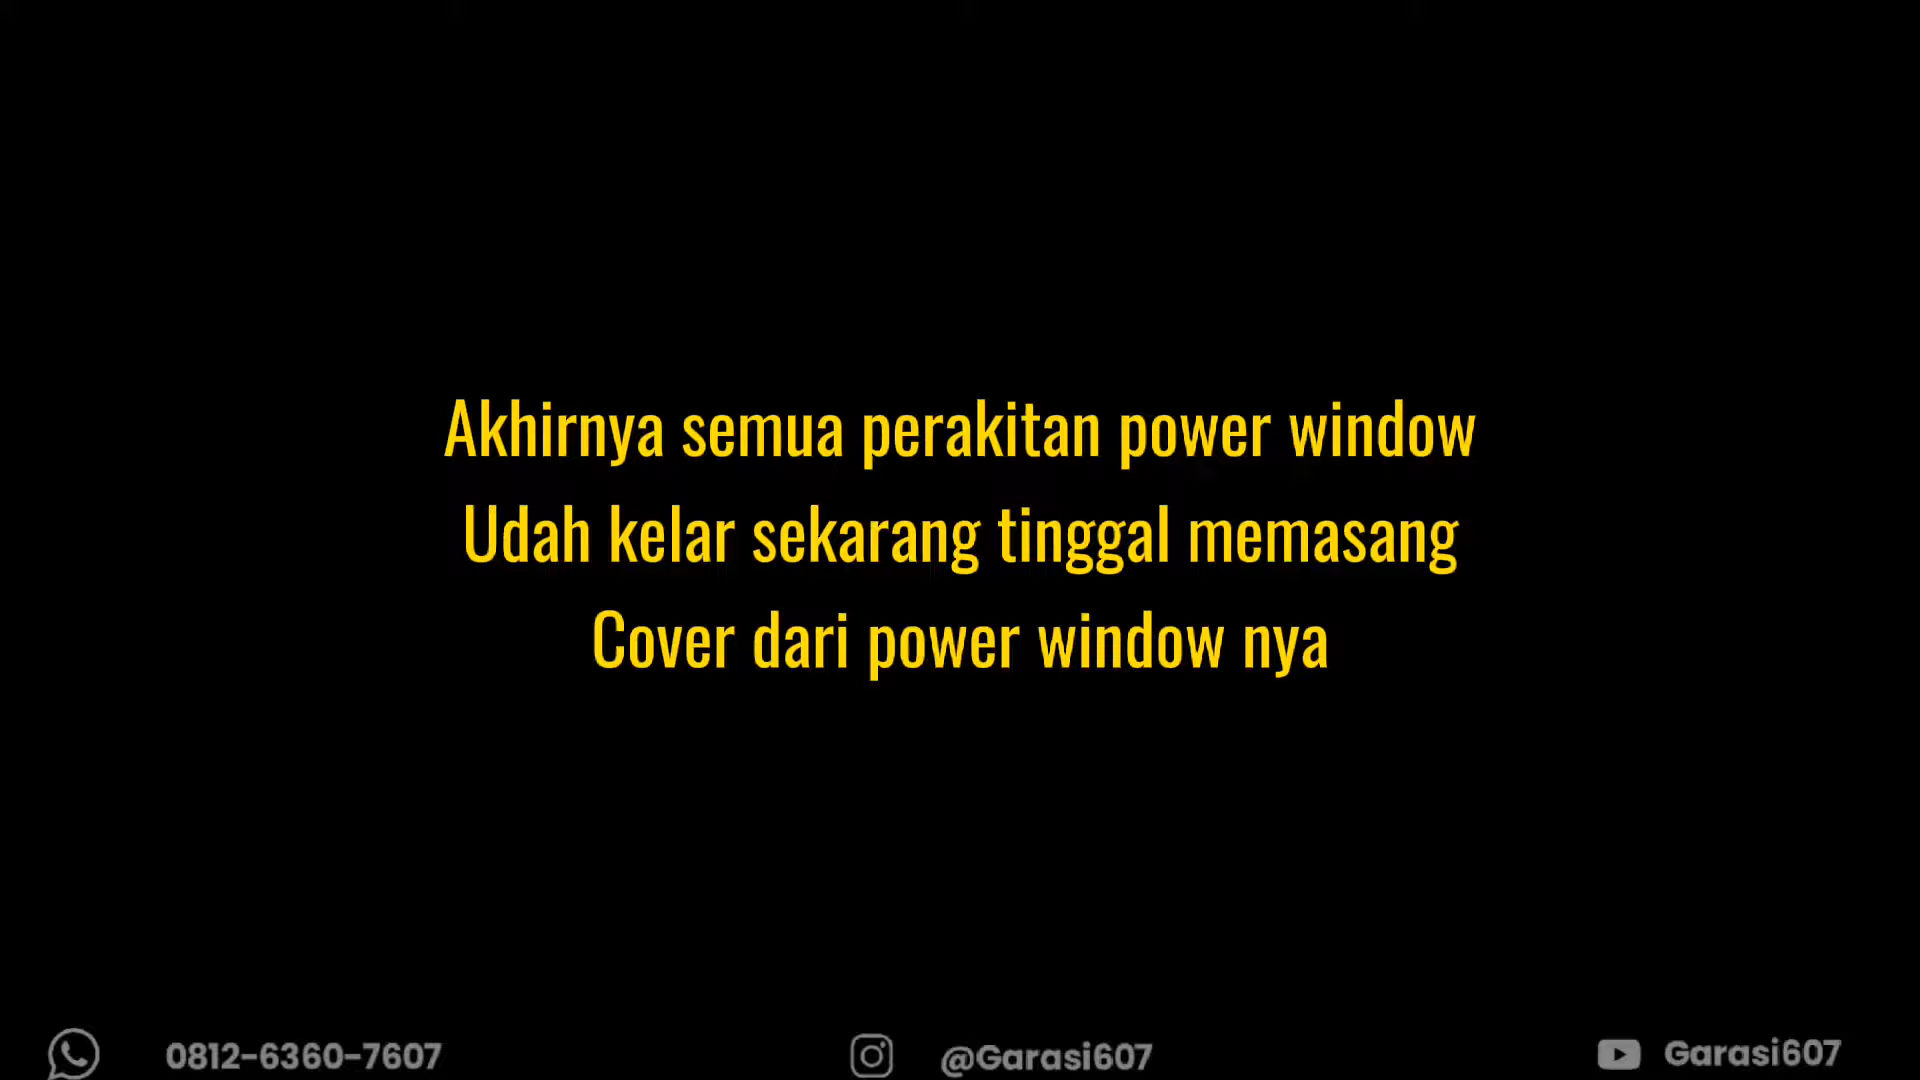 Akhirnya semua perakitan power window
Udah kelar sekarang tinggal memasang
Cover dari power window nya
0812-6360-7607
@Garasi607
Garasi607